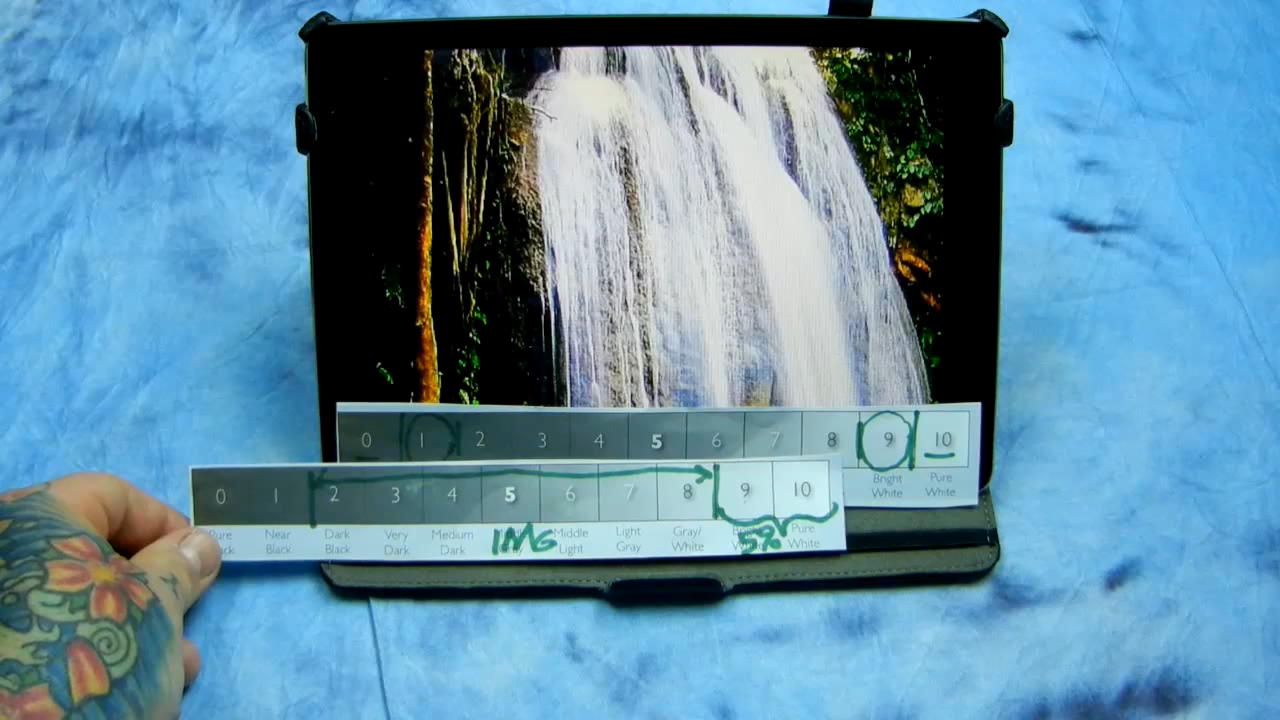 0 1 2 3 4 5 6 7 8 9 10
Bright White Pure White
0 1 2 3 4 5 6 7 8 9 10
Near Black Dark Black Very Dark Medium Dark Middle Light Light Gray Gray/ White Pure White
IMG 5%